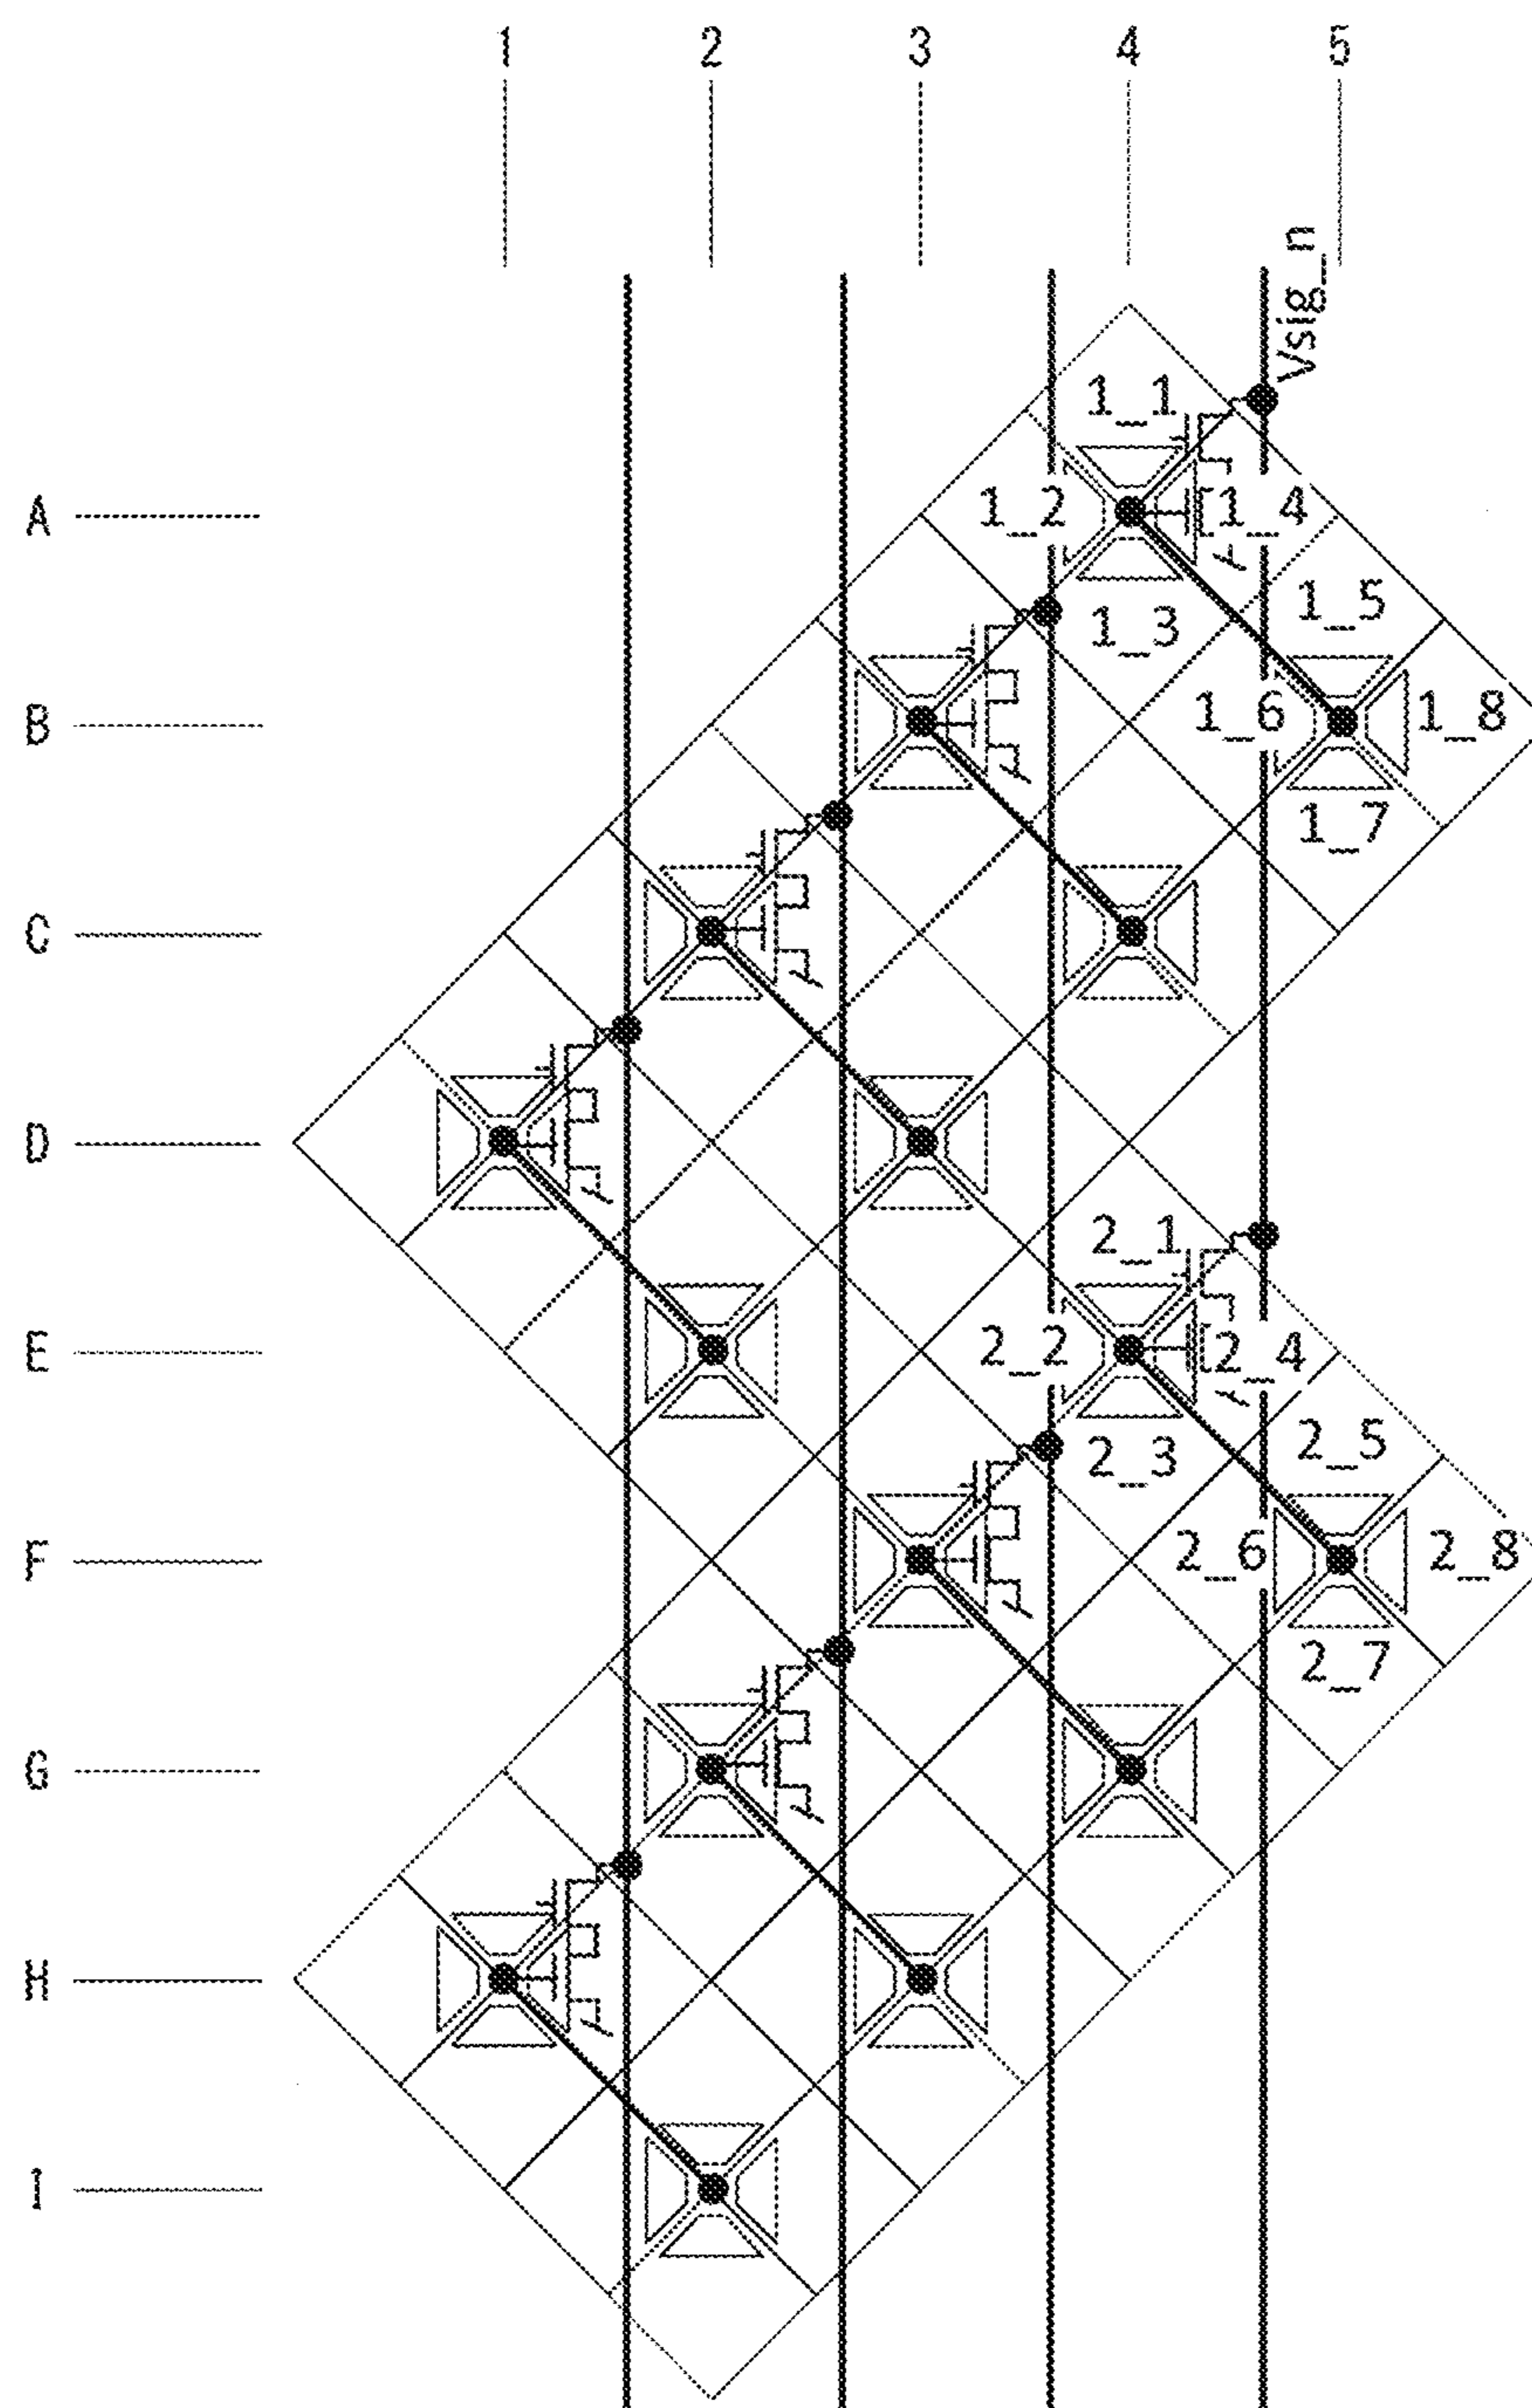 1 2 3 4 5
Vsig_n
1_1
A
1_2 1_4
1_5
1_3
B
1_6 1_8
1_7
C
D
2_1
E
2_2 2_4
2_5
2_3
F
2_6 2_8
2_7
G
H
I